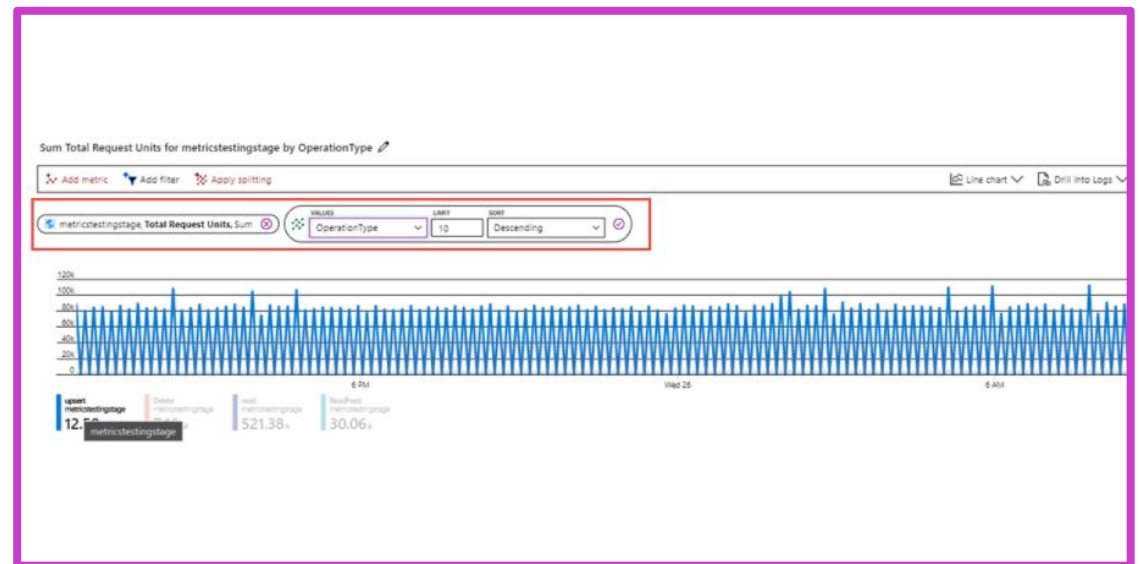 Sum Total Request Units for metricstestingstage by OperationType
Add metric Add filter Apply splitting Line chart Drill into Logs
metricstestingstage, Total Request Units, Sum
VALUES LIMIT SORT
OperationType 10 Descending
120k
100k
80k
60k
40k
20k
0
6 PM Wed 26 6 AM
upsert Delete read ReadFeed
metricstestingstage metricstestingstage metricstestingstage metricstestingstage
521.38k 30.06k
metricstestingstage